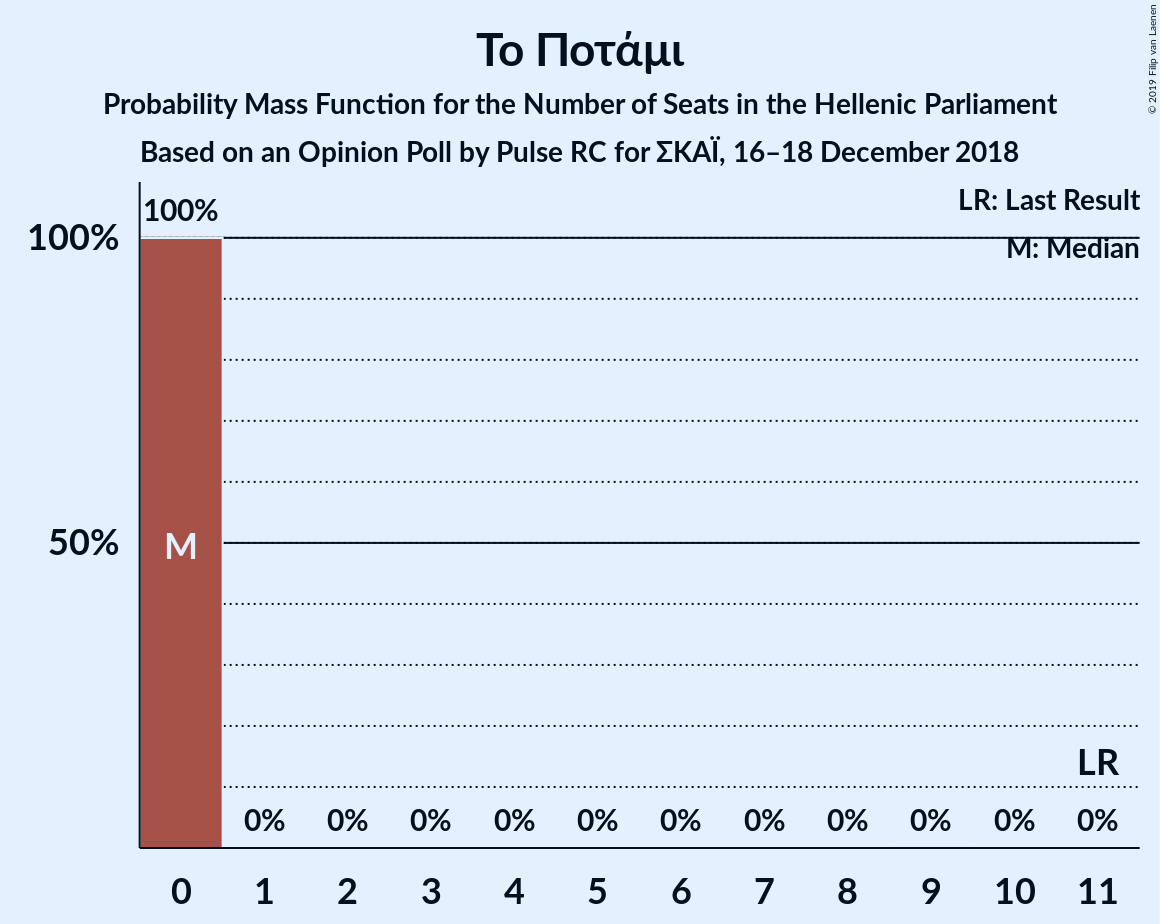 Το Ποτάμι
Probability Mass Function for the Number of Seats in the Hellenic Parliament
Based on an Opinion Poll by Pulse RC for ΣΚΑΪ, 16–18 December 2018
© 2019 Filip van Laenen
LR: Last Result
M: Median
100%
100%
50%
M
LR
0% 0% 0% 0% 0% 0% 0% 0% 0% 0% 0%
0 1 2 3 4 5 6 7 8 9 10 11